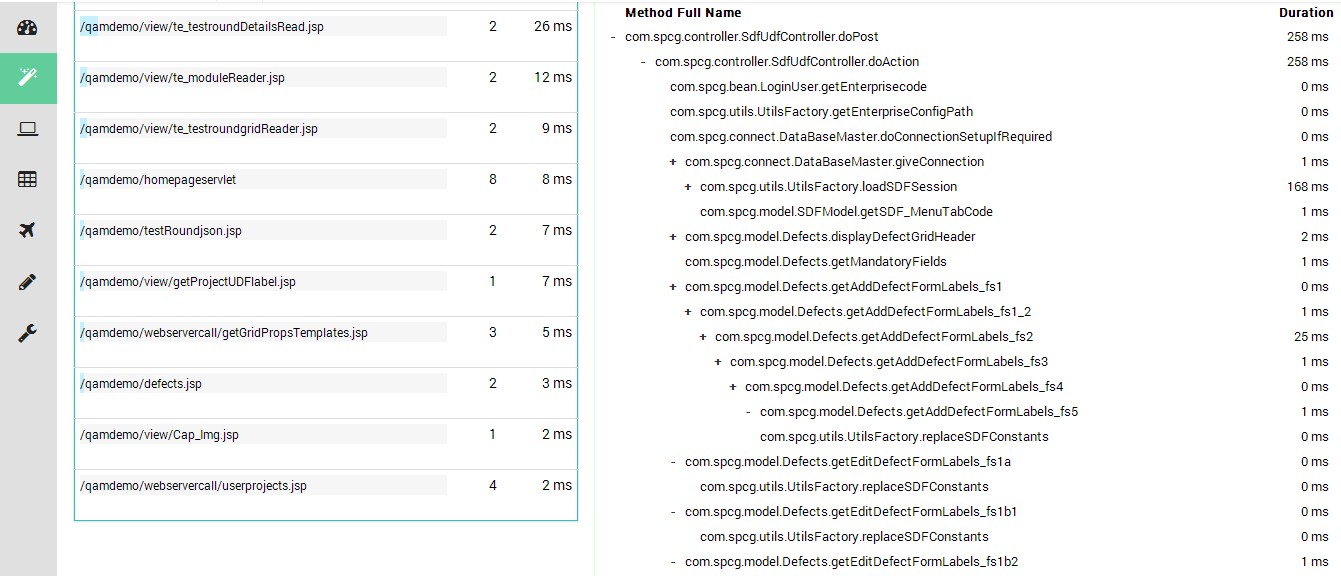 /qamdemo/view/te_testroundDetailsRead.jsp 2 26 ms
/qamdemo/view/te_moduleReader.jsp 2 12 ms
/qamdemo/view/te_testroundgridReader.jsp 2 9 ms
/qamdemo/homepageservlet 8 8 ms
/qamdemo/testRoundjson.jsp 2 7 ms
/qamdemo/view/getProjectUDFlabel.jsp 1 7 ms
/qamdemo/webservercall/getGridPropsTemplates.jsp 3 5 ms
/qamdemo/defects.jsp 2 3 ms
/qamdemo/view/Cap_Img.jsp 1 2 ms
/qamdemo/webservercall/userprojects.jsp 4 2 ms
Method Full Name Duration
- com.spcg.controller.SdfUdfController.doPost 258 ms
- com.spcg.controller.SdfUdfController.doAction 258 ms
com.spcg.bean.LoginUser.getEnterprisecode 0 ms
com.spcg.utils.UtilsFactory.getEnterpriseConfigPath 0 ms
com.spcg.connect.DataBaseMaster.doConnectionSetupIfRequired 0 ms
+ com.spcg.connect.DataBaseMaster.giveConnection 1 ms
+ com.spcg.utils.UtilsFactory.loadSDFSession 168 ms
com.spcg.model.SDFModel.getSDF_MenuTabCode 1 ms
+ com.spcg.model.Defects.displayDefectGridHeader 2 ms
com.spcg.model.Defects.getMandatoryFields 1 ms
+ com.spcg.model.Defects.getAddDefectFormLabels_fs1 0 ms
+ com.spcg.model.Defects.getAddDefectFormLabels_fs1_2 1 ms
+ com.spcg.model.Defects.getAddDefectFormLabels_fs2 25 ms
+ com.spcg.model.Defects.getAddDefectFormLabels_fs3 1 ms
+ com.spcg.model.Defects.getAddDefectFormLabels_fs4 0 ms
- com.spcg.model.Defects.getAddDefectFormLabels_fs5 1 ms
com.spcg.utils.UtilsFactory.replaceSDFConstants 0 ms
- com.spcg.model.Defects.getEditDefectFormLabels_fs1a 0 ms
com.spcg.utils.UtilsFactory.replaceSDFConstants 0 ms
- com.spcg.model.Defects.getEditDefectFormLabels_fs1b1 0 ms
com.spcg.utils.UtilsFactory.replaceSDFConstants 0 ms
- com.spcg.model.Defects.getEditDefectFormLabels_fs1b2 1 ms